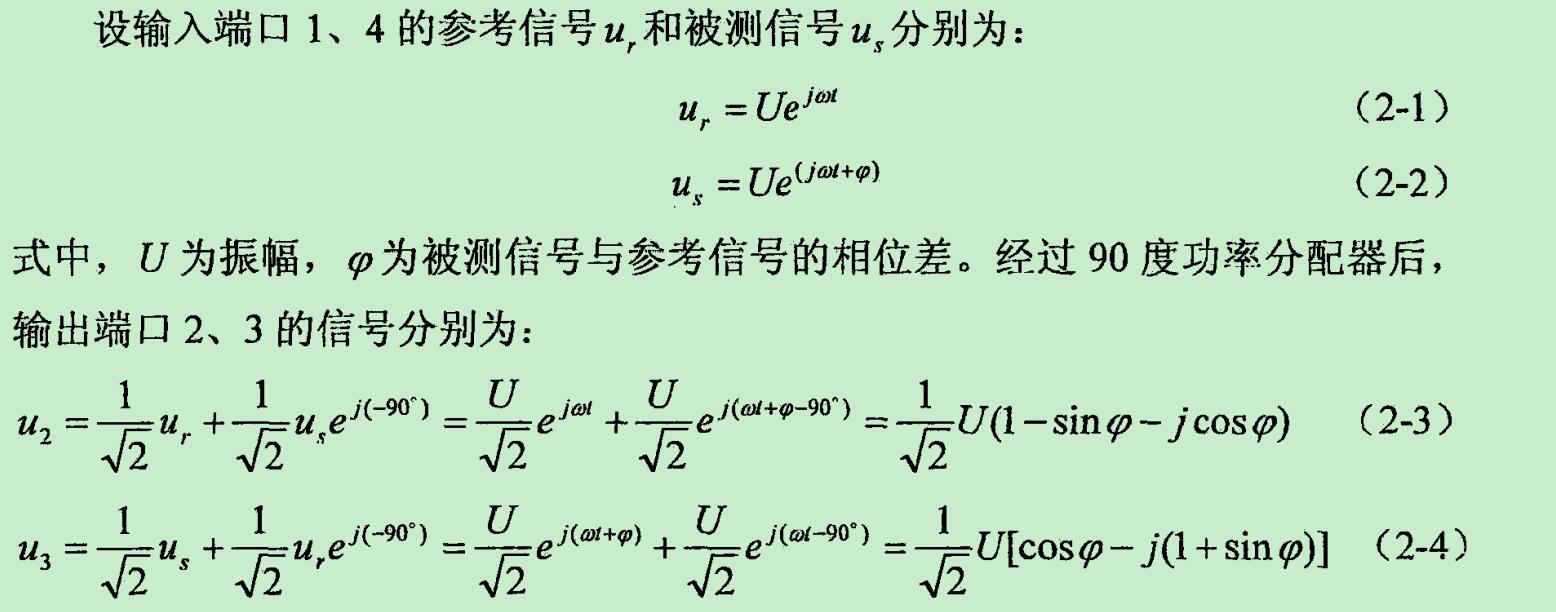 设输入端口 1、4 的参考信号 $u_r$ 和被测信号 $u_s$ 分别为：
$u_r = Ue^{j\omega t}$ （2-1）
$u_s = Ue^{(j\omega t+\varphi)}$ （2-2）
式中，$U$ 为振幅，$\varphi$ 为被测信号与参考信号的相位差。经过 90 度功率分配器后，
输出端口 2、3 的信号分别为：
$u_2 = \frac{1}{\sqrt{2}}u_r + \frac{1}{\sqrt{2}}u_s e^{j(-90^\circ)} = \frac{U}{\sqrt{2}}e^{j\omega t} + \frac{U}{\sqrt{2}}e^{j(\omega t+\varphi-90^\circ)} = \frac{1}{\sqrt{2}}U(1-\sin\varphi - j\cos\varphi)$ （2-3）
$u_3 = \frac{1}{\sqrt{2}}u_s + \frac{1}{\sqrt{2}}u_r e^{j(-90^\circ)} = \frac{U}{\sqrt{2}}e^{j(\omega t+\varphi)} + \frac{U}{\sqrt{2}}e^{j(\omega t-90^\circ)} = \frac{1}{\sqrt{2}}U[\cos\varphi - j(1+\sin\varphi)]$ （2-4）